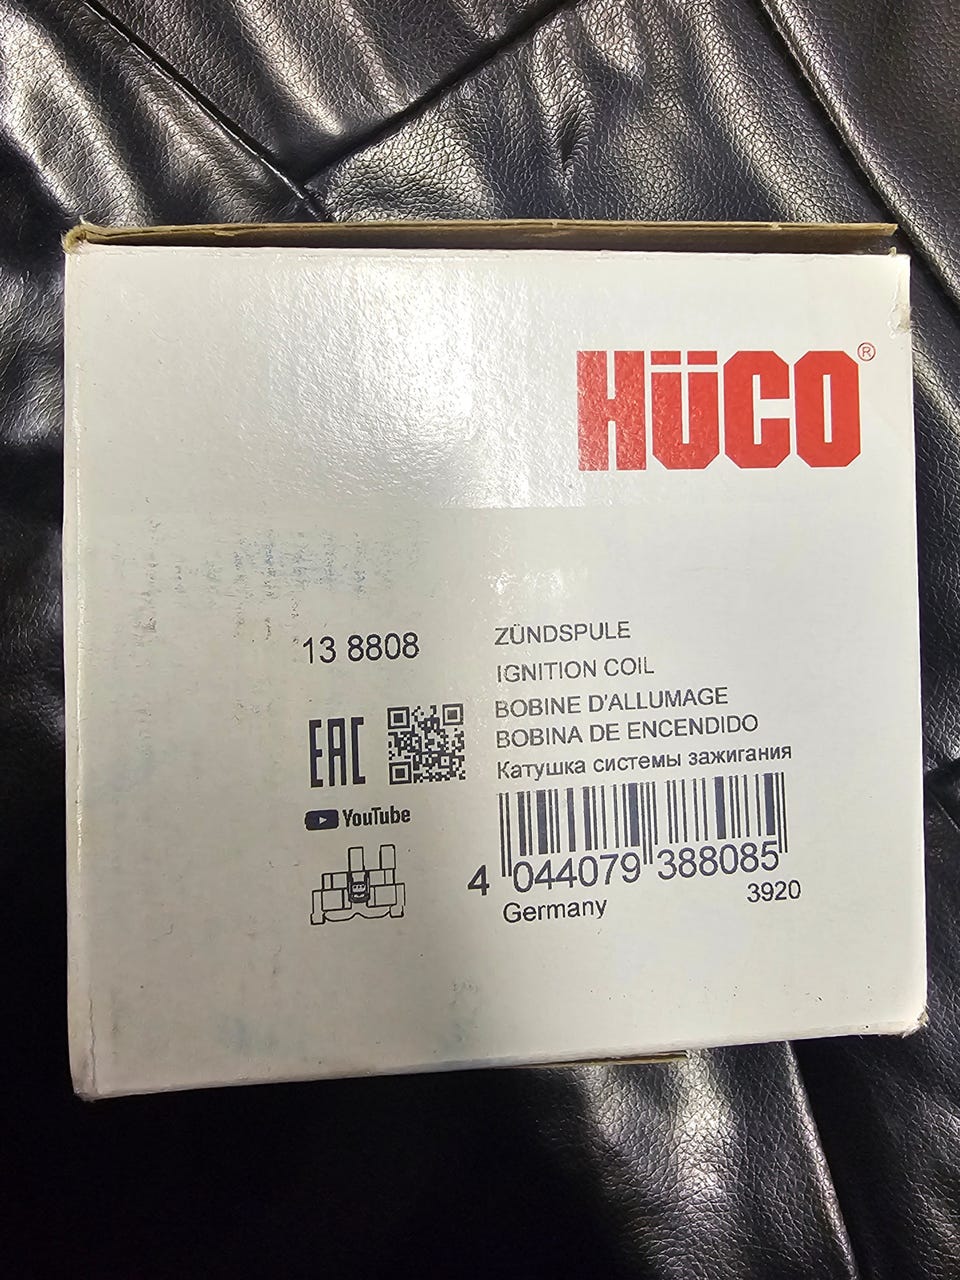 HÜCO®
13 8808
ZÜNDSPULE
IGNITION COIL
BOBINE D'ALLUMAGE
BOBINA DE ENCENDIDO
Катушка системы зажигания
EAC
YouTube
4 044079 388085
Germany
3920